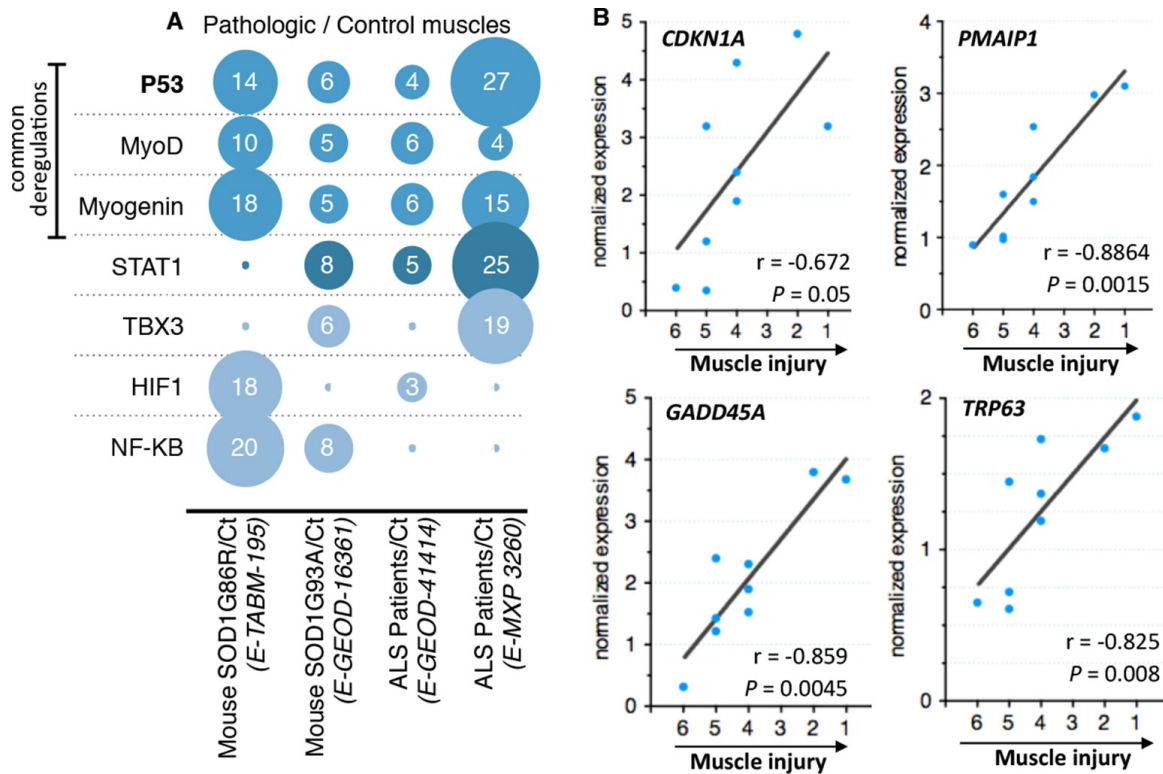 A Pathologic / Control muscles
common
deregulations
P53 14 6 4 27
MyoD 10 5 6 4
Myogenin 18 5 6 15
STAT1 8 5 25
TBX3 6 19
HIF1 18 3
NF-KB 20 8
Mouse SOD1G86R/Ct
(E-TABM-195)
Mouse SOD1G93A/Ct
(E-GEOD-16361)
ALS Patients/Ct
(E-GEOD-41414)
ALS Patients/Ct
(E-MXP 3260)
B
CDKN1A
normalized expression
5
4
3
2
1
0
r = -0.672
P = 0.05
6 5 4 3 2 1
Muscle injury
PMAIP1
normalized expression
4
3
2
1
0
r = -0.8864
P = 0.0015
6 5 4 3 2 1
Muscle injury
GADD45A
normalized expression
5
4
3
2
1
0
r = -0.859
P = 0.0045
6 5 4 3 2 1
Muscle injury
TRP63
normalized expression
2
1
0
r = -0.825
P = 0.008
6 5 4 3 2 1
Muscle injury